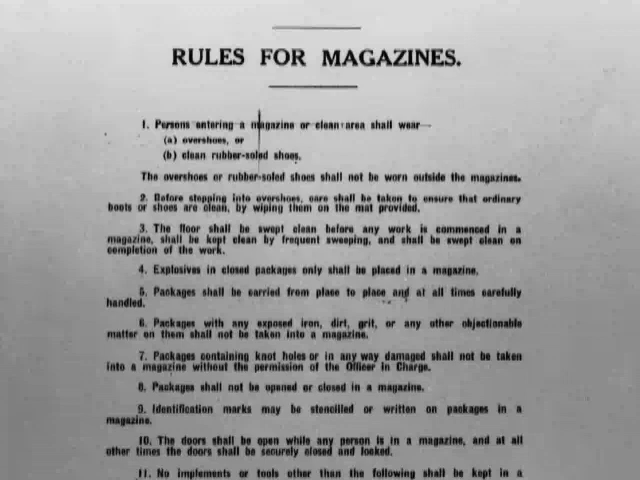 RULES FOR MAGAZINES.
1. Persons entering a magazine or clean area shall wear—
(a) overshoes, or
(b) clean rubber-soled shoes.
The overshoes or rubber-soled shoes shall not be worn outside the magazines.
2. Before stepping into overshoes, care shall be taken to ensure that ordinary
boots or shoes are clean, by wiping them on the mat provided.
3. The floor shall be swept clean before any work is commenced in a
magazine, shall be kept clean by frequent sweeping, and shall be swept clean on
completion of the work.
4. Explosives in closed packages only shall be placed in a magazine.
5. Packages shall be carried from place to place and at all times carefully
handled.
6. Packages with any exposed iron, dirt, grit, or any other objectionable
matter on them shall not be taken into a magazine.
7. Packages containing knot holes or in any way damaged shall not be taken
into a magazine without the permission of the Officer in Charge.
8. Packages shall not be opened or closed in a magazine.
9. Identification marks may be stencilled or written on packages in a
magazine.
10. The doors shall be open while any person is in a magazine, and at all
other times the doors shall be securely closed and locked.
11. No implements or tools other than the following shall be kept in a